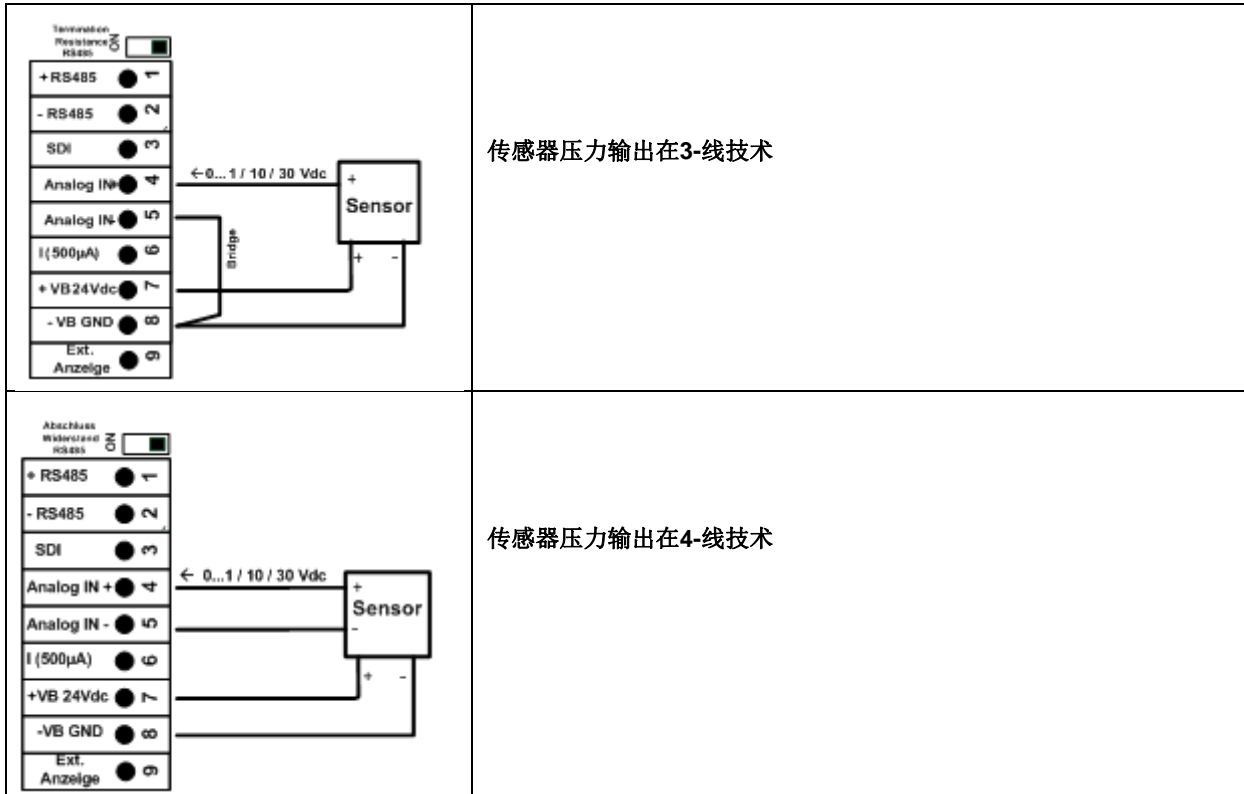 Termination
Resistance
RS485
ON
+ RS485 1
- RS485 2
SDI 3
Analog IN+ 4
Analog IN- 5
I (500µA) 6
+ VB24Vdc 7
- VB GND 8
Ext.
Anzeige 9
←0...1 / 10 / 30 Vdc
+
Sensor
+ -
Bridge
传感器压力输出在3-线技术
Abschluss
Widerstand
RS485
ON
+ RS485 1
- RS485 2
SDI 3
Analog IN + 4
Analog IN - 5
I (500µA) 6
+VB 24Vdc 7
-VB GND 8
Ext.
Anzeige 9
← 0...1 / 10 / 30 Vdc
+
Sensor
-
+ -
传感器压力输出在4-线技术